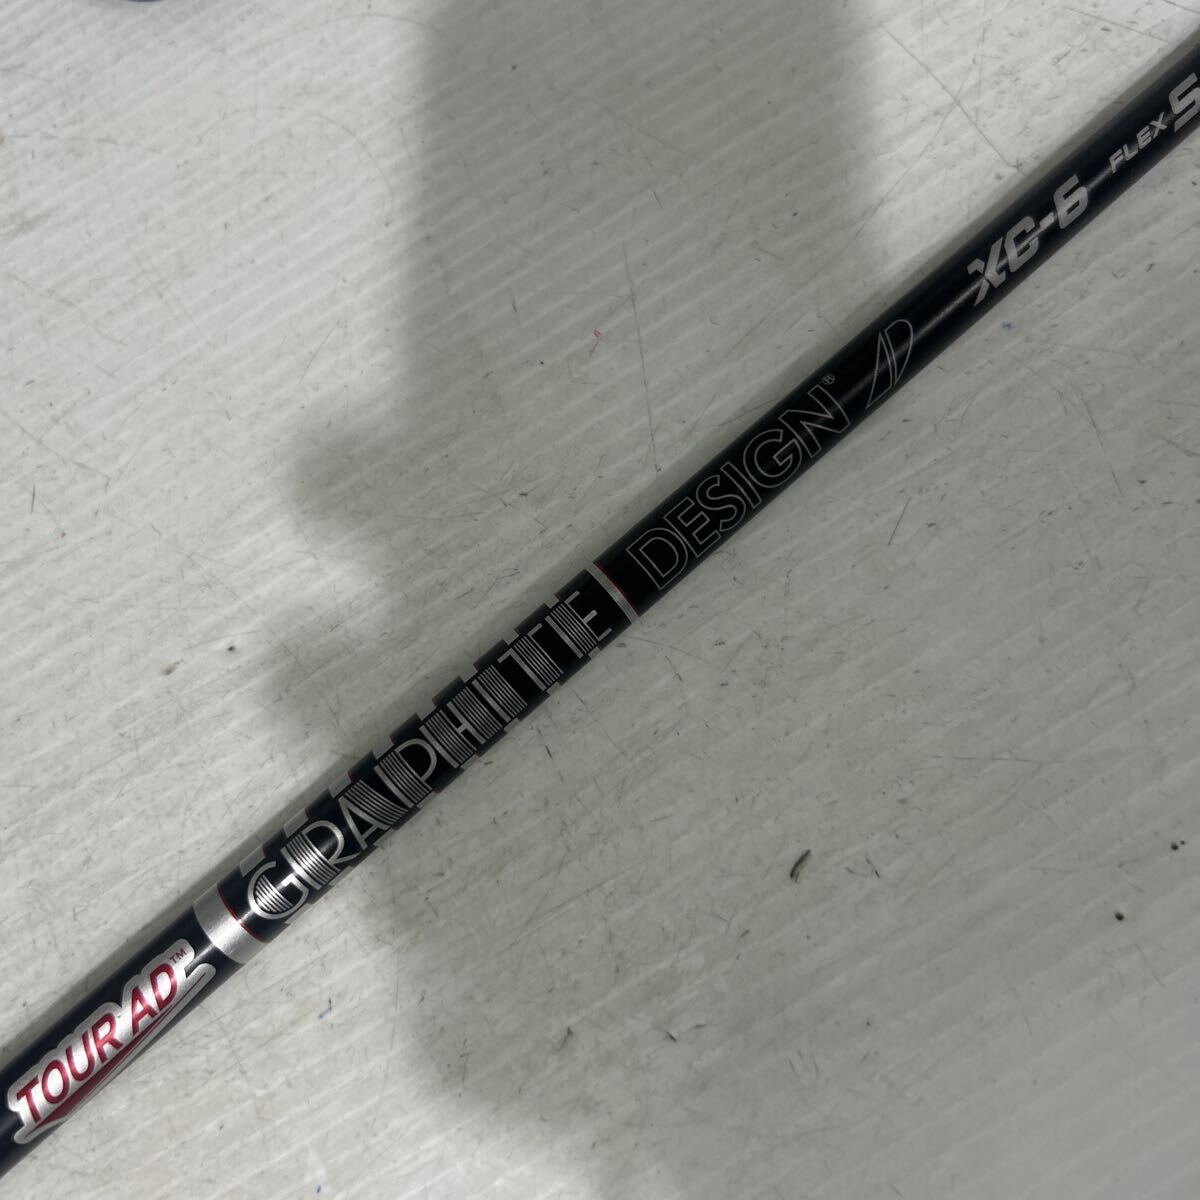 TOUR AD™
GRAPHITE DESIGN®
XC-6 FLEX S